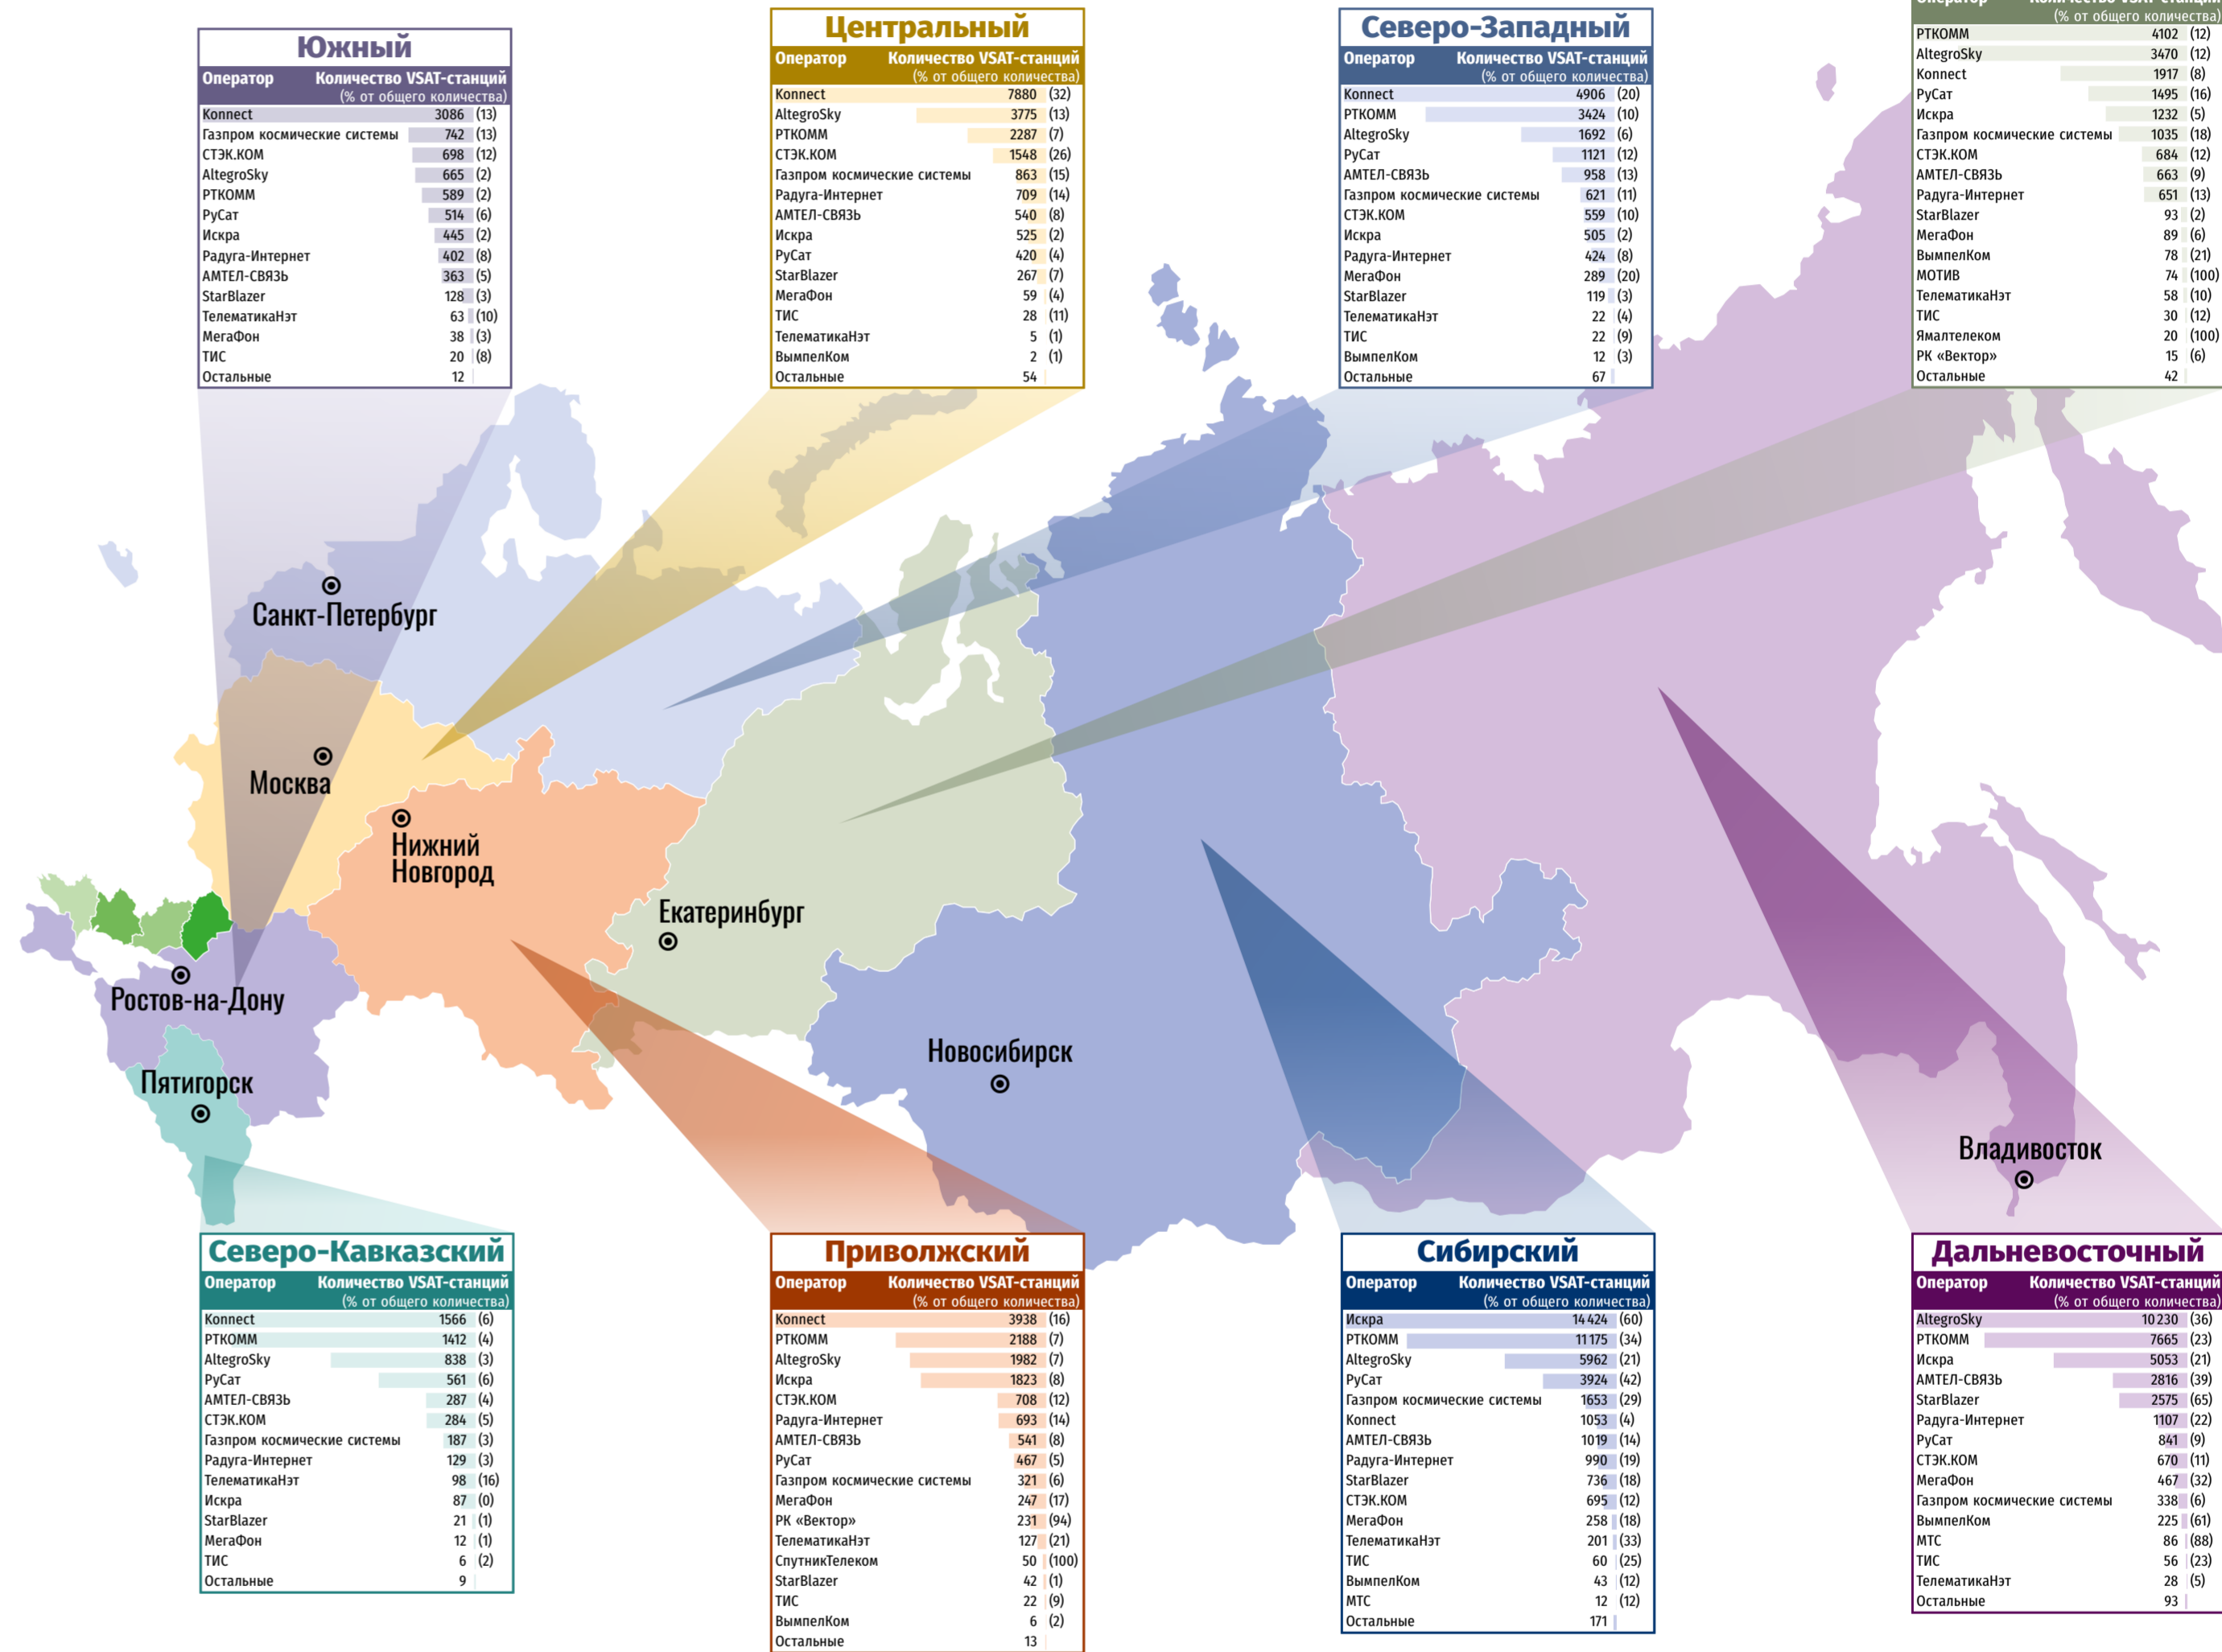 Южный
Оператор Количество VSAT-станций
(% от общего количества)
Konnect 3086 (13)
Газпром космические системы 742 (13)
СТЭК.КОМ 698 (12)
AltegroSky 665 (2)
РТКОММ 589 (2)
РуСат 514 (6)
Искра 445 (2)
Радуга-Интернет 402 (8)
АМТЕЛ-СВЯЗЬ 363 (5)
StarBlazer 128 (3)
ТелематикаНэт 63 (10)
МегаФон 38 (3)
ТИС 20 (8)
Остальные 12
Центральный
Оператор Количество VSAT-станций
(% от общего количества)
Konnect 7880 (32)
AltegroSky 3775 (13)
РТКОММ 2287 (7)
СТЭК.КОМ 1548 (26)
Газпром космические системы 863 (15)
Радуга-Интернет 709 (14)
АМТЕЛ-СВЯЗЬ 540 (8)
Искра 525 (2)
РуСат 420 (4)
StarBlazer 267 (7)
МегаФон 59 (4)
ТИС 28 (11)
ТелематикаНэт 5 (1)
ВымпелКом 2 (1)
Остальные 54
Северо-Западный
Оператор Количество VSAT-станций
(% от общего количества)
Konnect 4906 (20)
РТКОММ 3424 (10)
AltegroSky 1692 (6)
РуСат 1121 (12)
АМТЕЛ-СВЯЗЬ 958 (13)
Газпром космические системы 621 (11)
СТЭК.КОМ 559 (10)
Искра 505 (2)
Радуга-Интернет 424 (8)
МегаФон 289 (20)
StarBlazer 119 (3)
ТелематикаНэт 22 (4)
ТИС 22 (9)
ВымпелКом 12 (3)
Остальные 67
Оператор Количество VSAT-станций
(% от общего количества)
РТКОММ 4102 (12)
AltegroSky 3470 (12)
Konnect 1917 (8)
РуСат 1495 (16)
Искра 1232 (5)
Газпром космические системы 1035 (18)
СТЭК.КОМ 684 (12)
АМТЕЛ-СВЯЗЬ 663 (9)
Радуга-Интернет 651 (13)
StarBlazer 93 (2)
МегаФон 89 (6)
ВымпелКом 78 (21)
МОТИВ 74 (100)
ТелематикаНэт 58 (10)
ТИС 30 (12)
Ямалтелеком 20 (100)
РК «Вектор» 15 (6)
Остальные 42
Санкт-Петербург
Москва
Нижний
Новгород
Екатеринбург
Ростов-на-Дону
Новосибирск
Пятигорск
Владивосток
Северо-Кавказский
Оператор Количество VSAT-станций
(% от общего количества)
Konnect 1566 (6)
РТКОММ 1412 (4)
AltegroSky 838 (3)
РуСат 561 (6)
АМТЕЛ-СВЯЗЬ 287 (4)
СТЭК.КОМ 284 (5)
Газпром космические системы 187 (3)
Радуга-Интернет 129 (3)
ТелематикаНэт 98 (16)
Искра 87 (0)
StarBlazer 21 (1)
МегаФон 12 (1)
ТИС 6 (2)
Остальные 9
Приволжский
Оператор Количество VSAT-станций
(% от общего количества)
Konnect 3938 (16)
РТКОММ 2188 (7)
AltegroSky 1982 (7)
Искра 1823 (8)
СТЭК.КОМ 708 (12)
Радуга-Интернет 693 (14)
АМТЕЛ-СВЯЗЬ 541 (8)
РуСат 467 (5)
Газпром космические системы 321 (6)
МегаФон 247 (17)
РК «Вектор» 231 (94)
ТелематикаНэт 127 (21)
СпутникТелеком 50 (100)
StarBlazer 42 (1)
ТИС 22 (9)
ВымпелКом 6 (2)
Остальные 13
Сибирский
Оператор Количество VSAT-станций
(% от общего количества)
Искра 14 424 (60)
РТКОММ 11 175 (34)
AltegroSky 5962 (21)
РуСат 3924 (42)
Газпром космические системы 1653 (29)
Konnect 1053 (4)
АМТЕЛ-СВЯЗЬ 1019 (14)
Радуга-Интернет 990 (19)
StarBlazer 736 (18)
СТЭК.КОМ 695 (12)
МегаФон 258 (18)
ТелематикаНэт 201 (33)
ТИС 60 (25)
ВымпелКом 43 (12)
МТС 12 (12)
Остальные 171
Дальневосточный
Оператор Количество VSAT-станций
(% от общего количества)
AltegroSky 10 230 (36)
РТКОММ 7665 (23)
Искра 5053 (21)
АМТЕЛ-СВЯЗЬ 2816 (39)
StarBlazer 2575 (65)
Радуга-Интернет 1107 (22)
РуСат 841 (9)
СТЭК.КОМ 670 (11)
МегаФон 467 (32)
Газпром космические системы 338 (6)
ВымпелКом 225 (61)
МТС 86 (88)
ТИС 56 (23)
ТелематикаНэт 28 (5)
Остальные 93